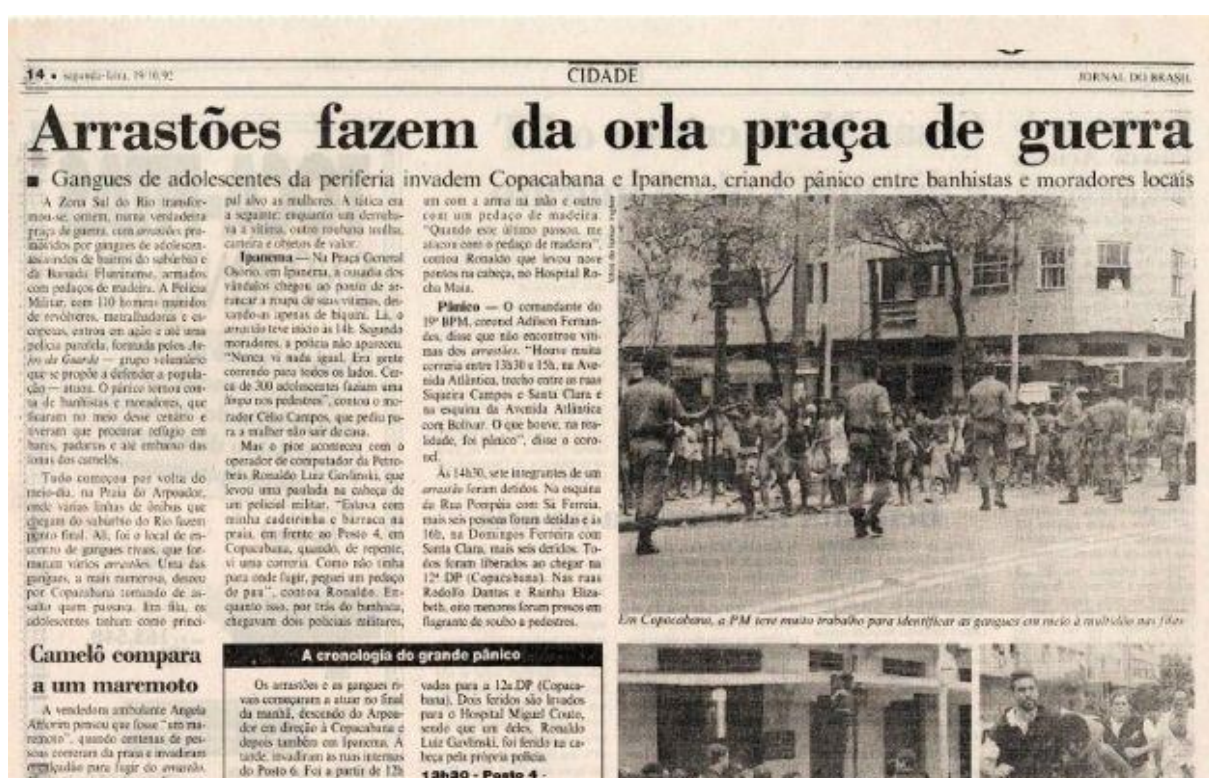 14 • segunda-feira, 19/10/92
CIDADE
JORNAL DO BRASIL
Arrastões fazem da orla praça de guerra
■ Gangues de adolescentes da periferia invadem Copacabana e Ipanema, criando pânico entre banhistas e moradores locais
A Zona Sul do Rio transfor-
mou-se, ontem, numa verdadeira
praça de guerra, com arrastões pro-
movidos por gangues de adolescen-
tes vindos de bairros do subúrbio e
da Baixada Fluminense, armados
com pedaços de madeira. A Polícia
Militar, com 110 homens munidos
de revólveres, metralhadoras e es-
copetas, entrou em ação e até uma
polícia paralela, formada pelos An-
jos da Guarda — grupo voluntário
que se propõe a defender a popula-
ção — atuou. O pânico tomou con-
ta de banhistas e moradores, que
ficaram no meio desse cenário e
tiveram que procurar refúgio em
bares, padarias e até embaixo das
lonas dos camelôs.
Tudo começou por volta do
meio-dia, na Praia do Arpoador,
onde várias linhas de ônibus que
chegam do subúrbio do Rio fazem
ponto final. Ali, foi o local de en-
contro de gangues rivais, que for-
maram vários arrastões. Uma das
gangues, a mais numerosa, desceu
por Copacabana tomando de as-
salto quem passava. Em fila, os
adolescentes tinham como princi-
pal alvo as mulheres. A tática era
a seguinte: enquanto um derruba-
va a vítima, outro roubava toalha,
carteira e objetos de valor.
Ipanema — Na Praça General
Osório, em Ipanema, a ousadia dos
vândalos chegou ao ponto de ar-
rancar a roupa de suas vítimas, dei-
xando-as apenas de biquíni. Lá, o
arrastão teve início às 14h. Segundo
moradores, a polícia não apareceu.
"Nunca vi nada igual. Era gente
correndo para todos os lados. Cer-
ca de 300 adolescentes faziam uma
limpa nos pedestres", contou o mo-
rador Célio Campos, que pediu pa-
ra a mulher não sair de casa.
Mas o pior aconteceu com o
operador de computador da Petro-
brás Ronaldo Luiz Gavlinski, que
levou uma paulada na cabeça de
um policial militar. "Estava com
minha cadeirinha e barraca na
praia, em frente ao Posto 4, em
Copacabana, quando, de repente,
vi uma correria. Como não tinha
para onde fugir, peguei um pedaço
de pau", contou Ronaldo. En-
quanto isso, por trás do banhista,
chegavam dois policiais militares,
um com a arma na mão e outro
com um pedaço de madeira.
"Quando este último passou, me
atacou com o pedaço de madeira",
contou Ronaldo que levou nove
pontos na cabeça, no Hospital Ro-
cha Maia.
Pânico — O comandante do
19º BPM, coronel Adilson Fernan-
des, disse que não encontrou víti-
mas dos arrastões. "Houve muita
correria entre 13h30 e 15h, na Ave-
nida Atlântica, trecho entre as ruas
Siqueira Campos e Santa Clara e
na esquina da Avenida Atlântica
com Bolivar. O que houve, na rea-
lidade, foi pânico", disse o coro-
nel.
Às 14h30, sete integrantes de um
arrastão foram detidos. Na esquina
da Rua Pompéia com Sá Ferreia,
mais seis pessoas foram detidas e às
16h, na Domingos Ferreira com
Santa Clara, mais seis detidos. To-
dos foram liberados ao chegar na
12ª DP (Copacabana). Nas ruas
Rodolfo Dantas e Rainha Eliza-
beth, oito menores foram presos em
flagrante de roubo a pedestres.
Em Copacabana, a PM teve muito trabalho para identificar as gangues em meio à multidão nas filas
Camelô compara
a um maremoto
A vendedora ambulante Angela
Amorim pensou que fosse "um ma-
remoto", quando centenas de pes-
soas correram da praia e invadiram
o calçadão para fugir do arrastão.
A cronologia do grande pânico
Os arrastões e as gangues ri-
vais começaram a atuar no final
da manhã, descendo do Arpoa-
dor em direção à Copacabana e
depois também em Ipanema. À
tarde, invadiram as ruas internas
do Posto 6. Foi a partir de 12h
vados para a 12a.DP (Copaca-
bana). Dois feridos são levados
para o Hospital Miguel Couto,
sendo que um deles, Ronaldo
Luiz Gavlinski, foi ferido na ca-
beça pela própria polícia.
13h30 - Posto 4 -